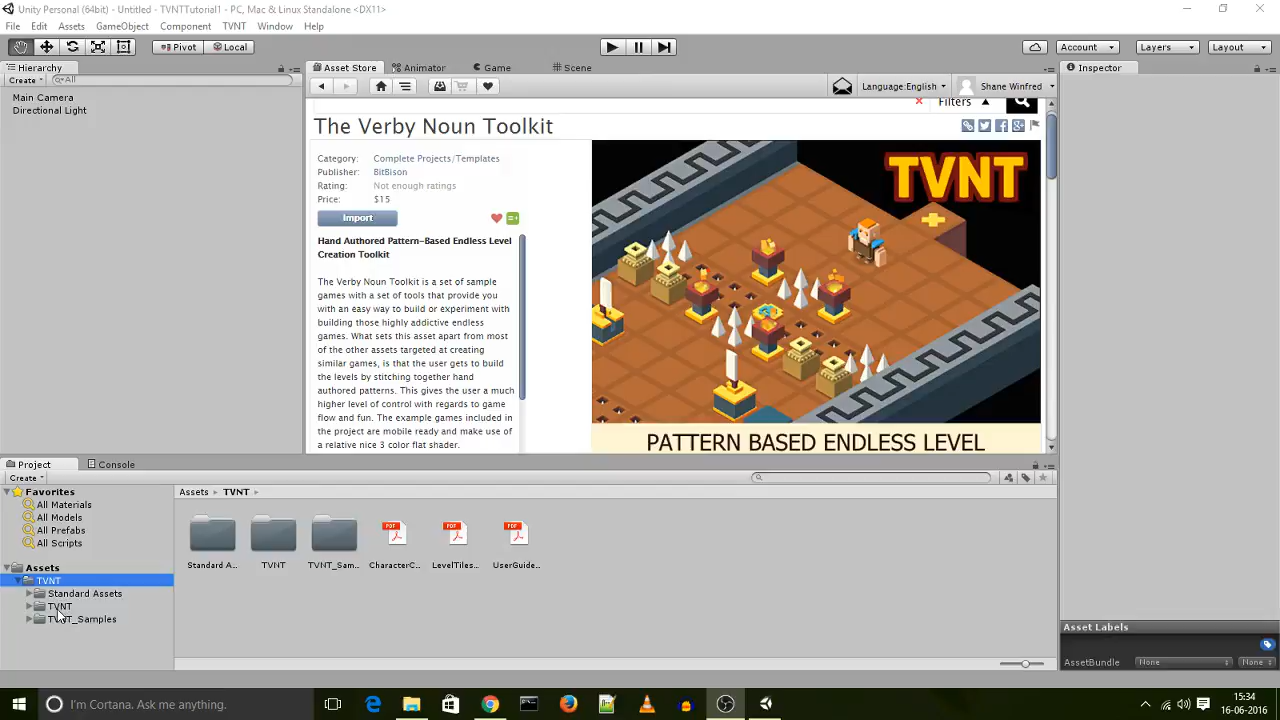 Unity Personal (64bit) - Untitled - TVNTTutorial1 - PC, Mac & Linux Standalone <DX11>
File Edit Assets GameObject Component TVNT Window Help
Pivot Local Account Layers Layout
Hierarchy Asset Store Animator Game Scene Inspector
Create All
Language:English Shane Winfred
Main Camera
Directional Light
Filters
The Verby Noun Toolkit
Category: Complete Projects/Templates
Publisher: BitBison
Rating: Not enough ratings
Price: $15
Import
Hand Authored Pattern-Based Endless Level
Creation Toolkit
The Verby Noun Toolkit is a set of sample
games with a set of tools that provide you
with an easy way to build or experiment with
building those highly addictive endless
games. What sets this asset apart from most
of the other assets targeted at creating
similar games, is that the user gets to build
the levels by stitching together hand
authored patterns. This gives the user a much
higher level of control with regards to game
flow and fun. The example games included in
the project are mobile ready and make use of
a relative nice 3 color flat shader.
TVNT
PATTERN BASED ENDLESS LEVEL
Project Console
Create
Favorites
All Materials
All Models
All Prefabs
All Scripts
Assets
TVNT
Standard Assets
TVNT
TVNT_Samples
Assets TVNT
Standard A... TVNT TVNT_Sam... CharacterC... LevelTiles... UserGuide...
PDF PDF PDF
Asset Labels
AssetBundle None None
I'm Cortana. Ask me anything.
15:34
16-06-2016